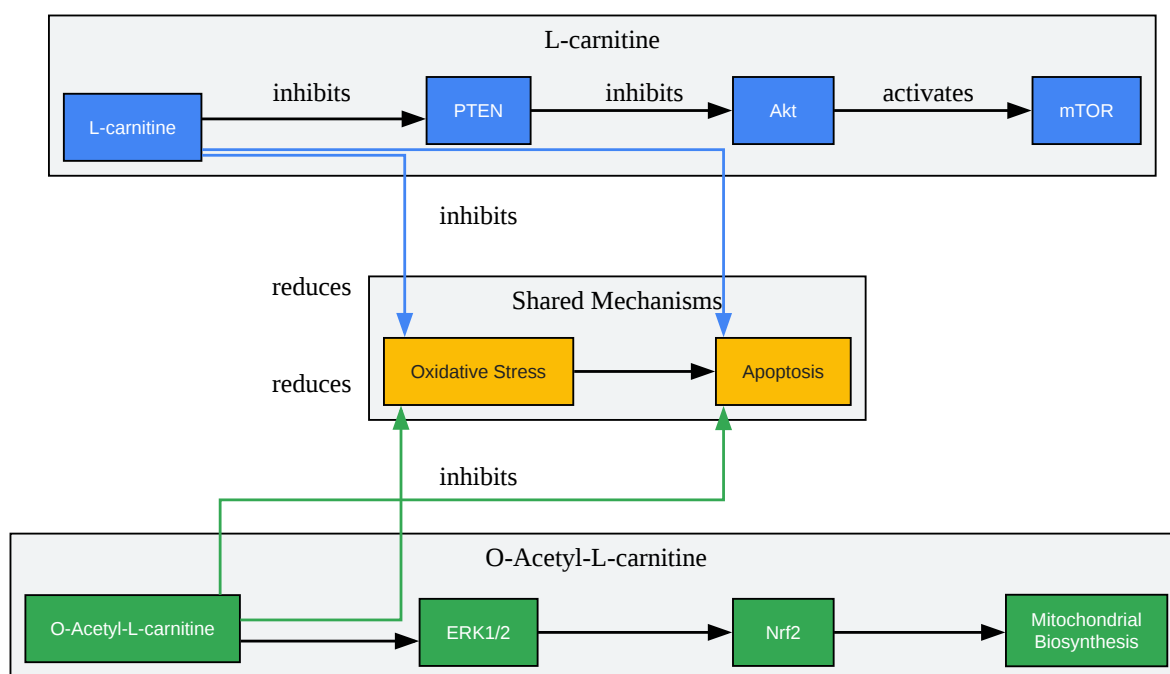 L-carnitine
inhibits
inhibits
activates
L-carnitine
PTEN
Akt
mTOR
inhibits
reduces
Shared Mechanisms
Oxidative Stress
Apoptosis
reduces
inhibits
O-Acetyl-L-carnitine
O-Acetyl-L-carnitine
ERK1/2
Nrf2
Mitochondrial
Biosynthesis